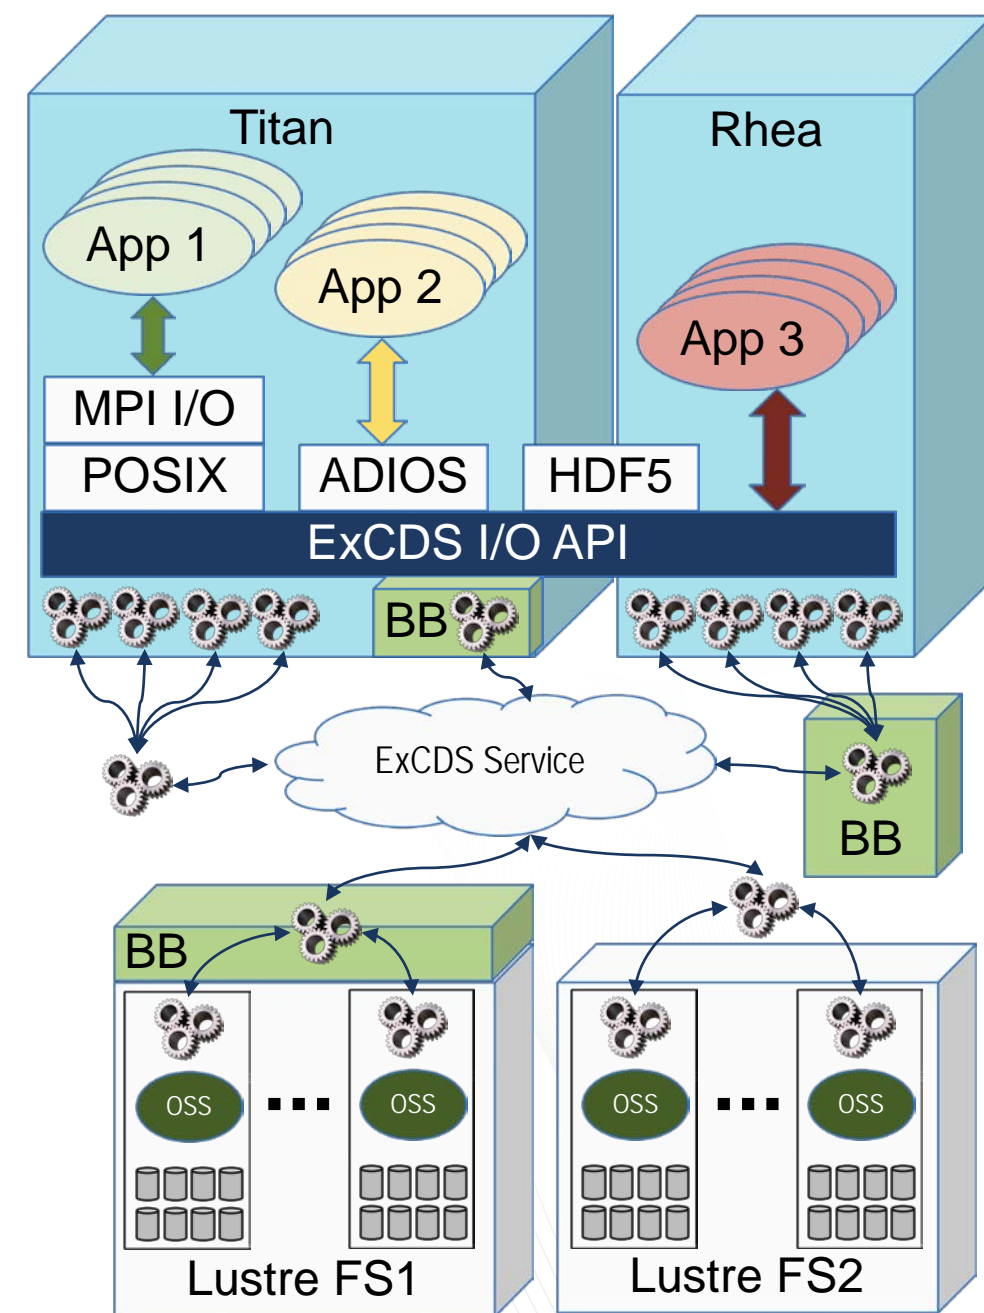 Titan
Rhea
App 1
App 2
App 3
MPI I/O
POSIX
ADIOS
HDF5
ExCDS I/O API
BB
ExCDS Service
BB
BB
OSS
OSS
OSS
OSS
Lustre FS1
Lustre FS2